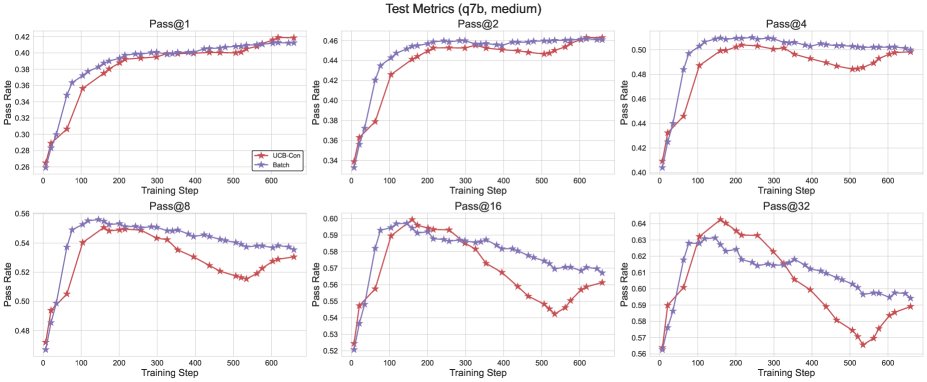 Test Metrics (q7b, medium)
Pass@1
Pass@2
Pass@4
Pass Rate
0.42
0.40
0.38
0.36
0.34
0.32
0.30
0.28
0.26
UCB-Con
Batch
0 100 200 300 400 500 600
Training Step
Pass Rate
0.46
0.44
0.42
0.40
0.38
0.36
0.34
0 100 200 300 400 500 600
Training Step
Pass Rate
0.50
0.48
0.46
0.44
0.42
0.40
0 100 200 300 400 500 600
Training Step
Pass@8
Pass@16
Pass@32
Pass Rate
0.56
0.54
0.52
0.50
0.48
0 100 200 300 400 500 600
Training Step
Pass Rate
0.60
0.59
0.58
0.57
0.56
0.55
0.54
0.53
0.52
0 100 200 300 400 500 600
Training Step
Pass Rate
0.64
0.63
0.62
0.61
0.60
0.59
0.58
0.57
0.56
0 100 200 300 400 500 600
Training Step